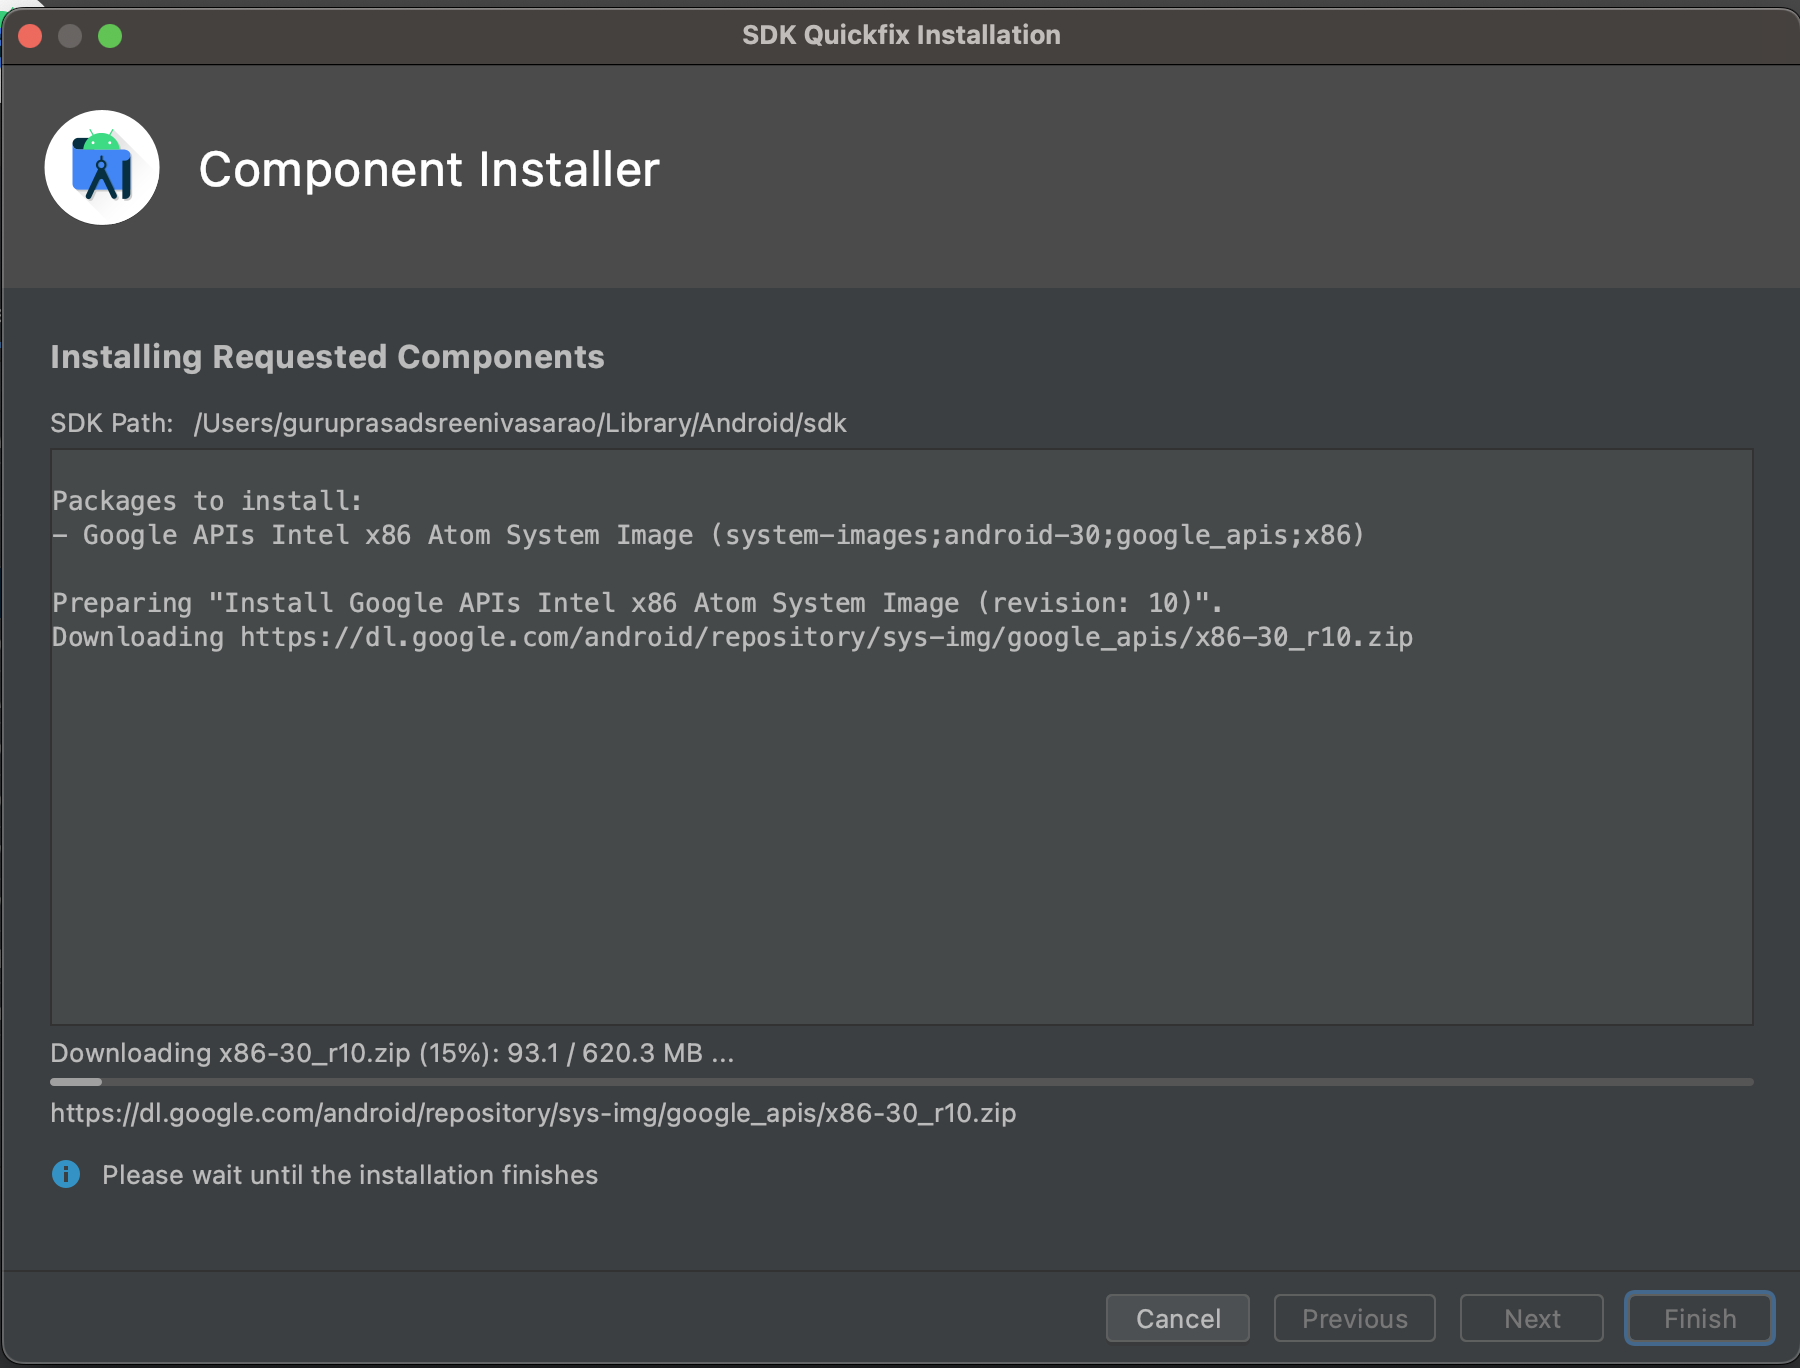 SDK Quickfix Installation
Component Installer
Installing Requested Components
SDK Path: /Users/guruprasadsreenivasarao/Library/Android/sdk
Packages to install:
- Google APIs Intel x86 Atom System Image (system-images;android-30;google_apis;x86)
Preparing "Install Google APIs Intel x86 Atom System Image (revision: 10)".
Downloading https://dl.google.com/android/repository/sys-img/google_apis/x86-30_r10.zip
Downloading x86-30_r10.zip (15%): 93.1 / 620.3 MB ...
https://dl.google.com/android/repository/sys-img/google_apis/x86-30_r10.zip
Please wait until the installation finishes
Cancel Previous Next Finish